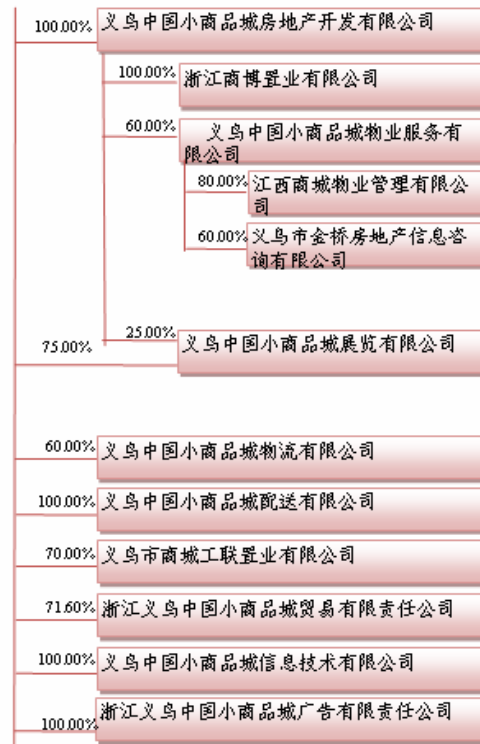 100.00%
义乌中国小商品城房地产开发有限公司
100.00%
浙江商博置业有限公司
60.00%
义乌中国小商品城物业服务有
限公司
80.00%
江西商城物业管理有限公
司
60.00%
义乌市金桥房地产信息咨
询有限公司
25.00%
义乌中国小商品城展览有限公司
75.00%
60.00%
义乌中国小商品城物流有限公司
100.00%
义乌中国小商品城配送有限公司
70.00%
义乌市商城工联置业有限公司
71.60%
浙江义乌中国小商品城贸易有限责任公司
100.00%
义乌中国小商品城信息技术有限公司
100.00%
浙江义乌中国小商品城广告有限责任公司